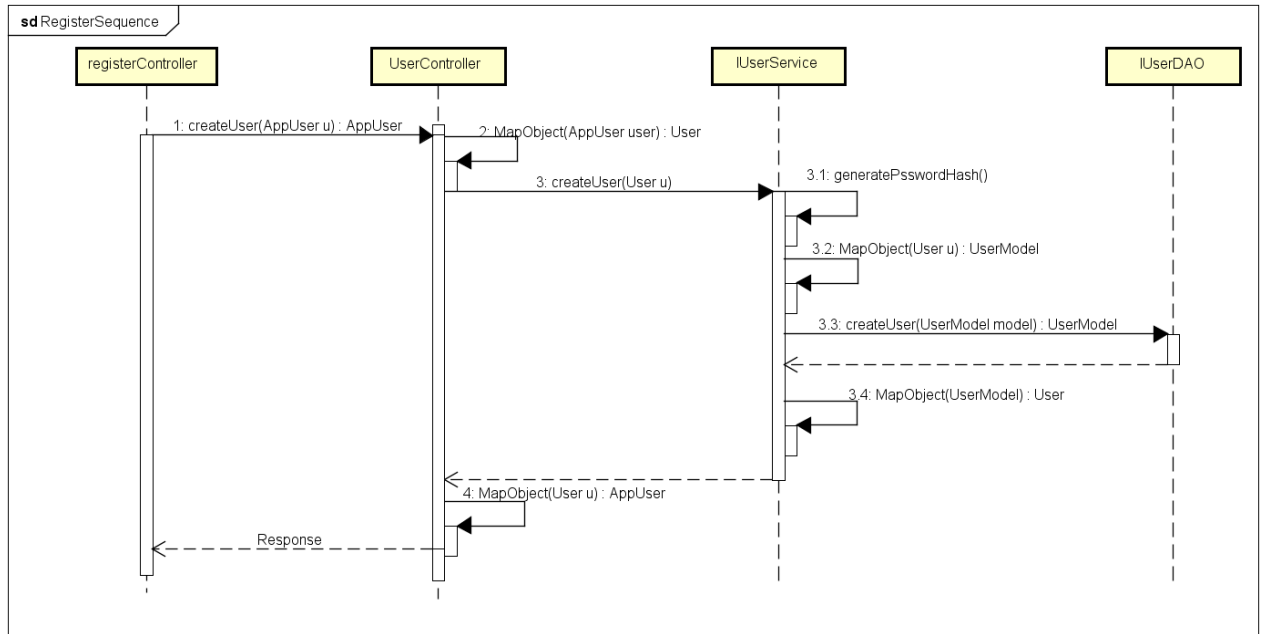 sd RegisterSequence
registerController
UserController
IUserService
IUserDAO
1: createUser(AppUser u) : AppUser
2: MapObject(AppUser user) : User
3: createUser(User u)
3.1: generatePsswordHash()
3.2: MapObject(User u) : UserModel
3.3: createUser(UserModel model) : UserModel
3.4: MapObject(UserModel) : User
4: MapObject(User u) : AppUser
Response